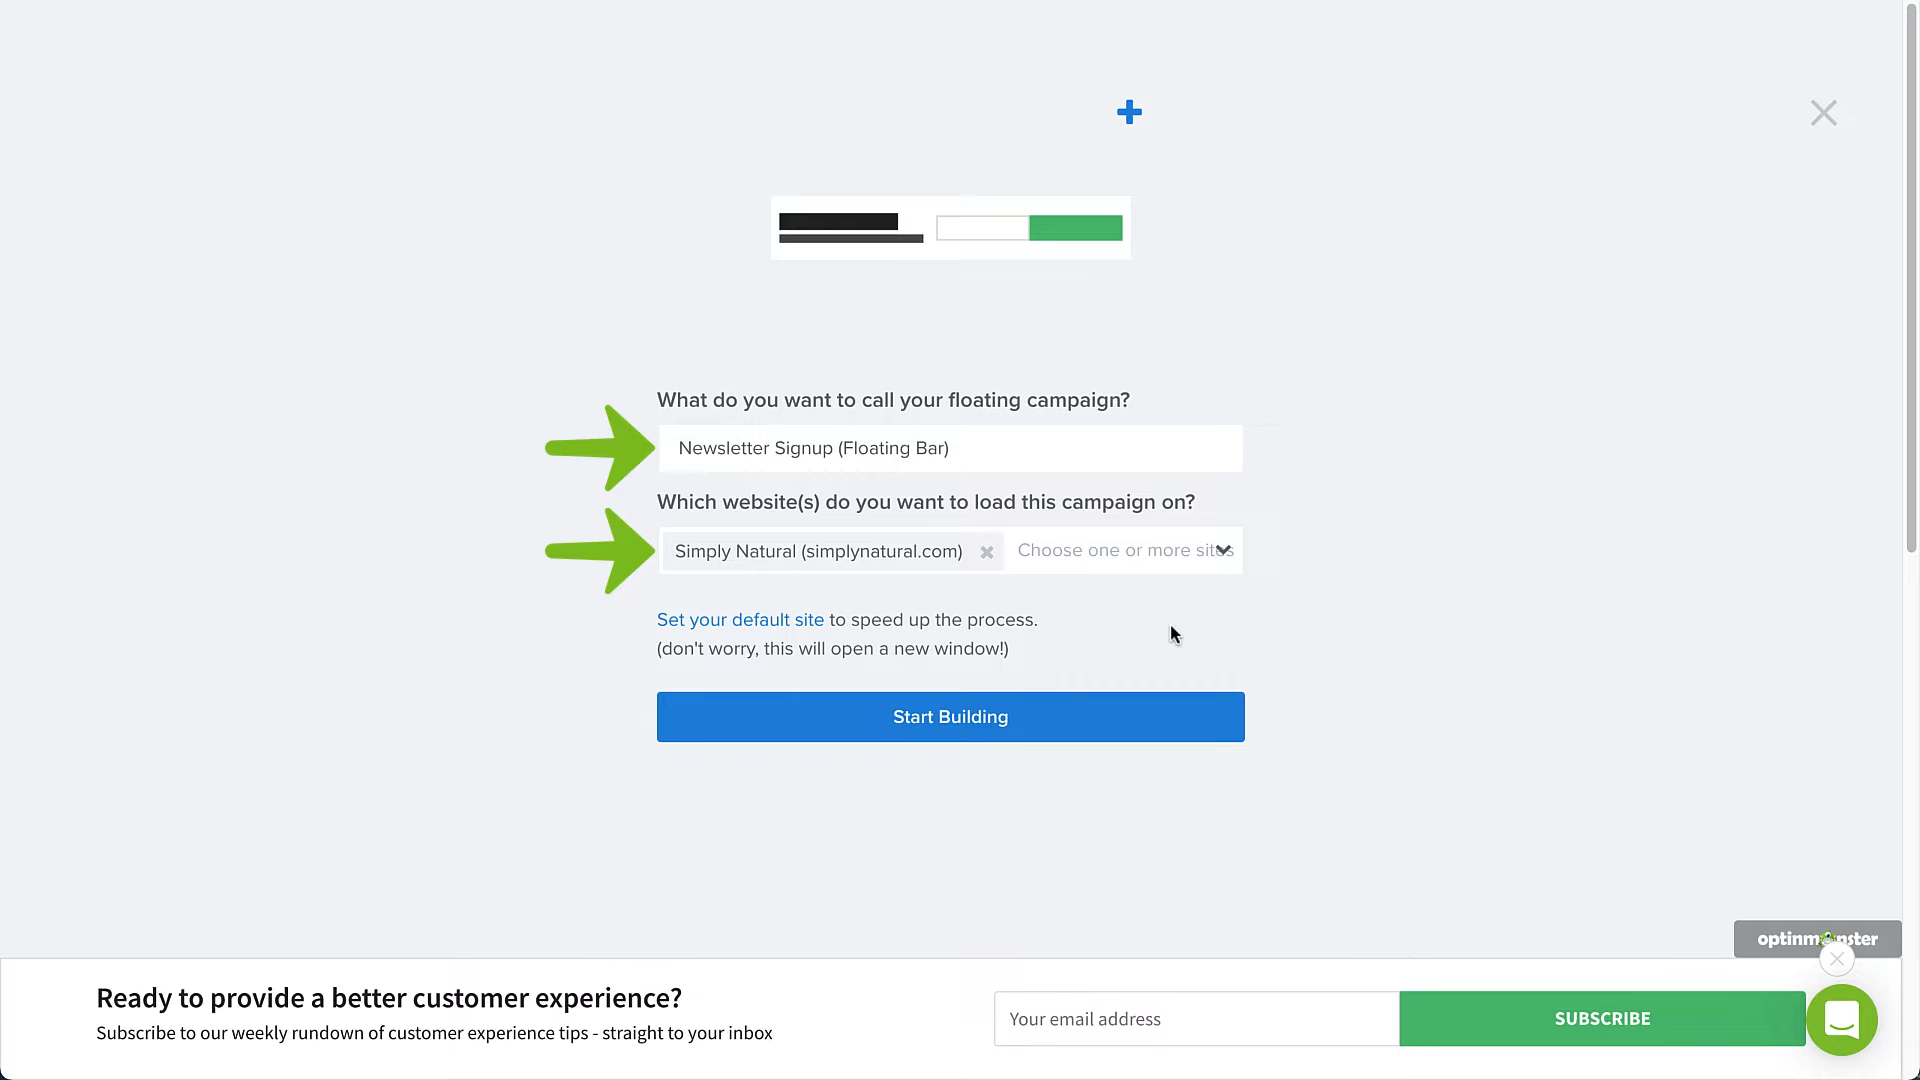 What do you want to call your floating campaign?
Newsletter Signup (Floating Bar)
Which website(s) do you want to load this campaign on?
Simply Natural (simplynatural.com)
Choose one or more sites
Set your default site to speed up the process.
(don't worry, this will open a new window!)
Start Building
optinmonster
Ready to provide a better customer experience?
Subscribe to our weekly rundown of customer experience tips - straight to your inbox
Your email address
SUBSCRIBE